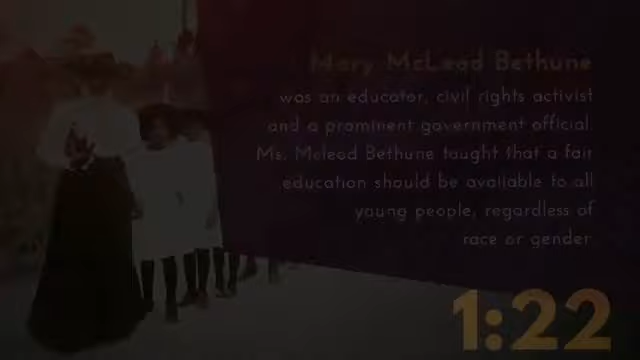 Mary McLeod Bethune
was an educator, civil rights activist
and a prominent government official.
Ms. Mcleod Bethune taught that a fair
education should be available to all
young people, regardless of
race or gender.
1:22